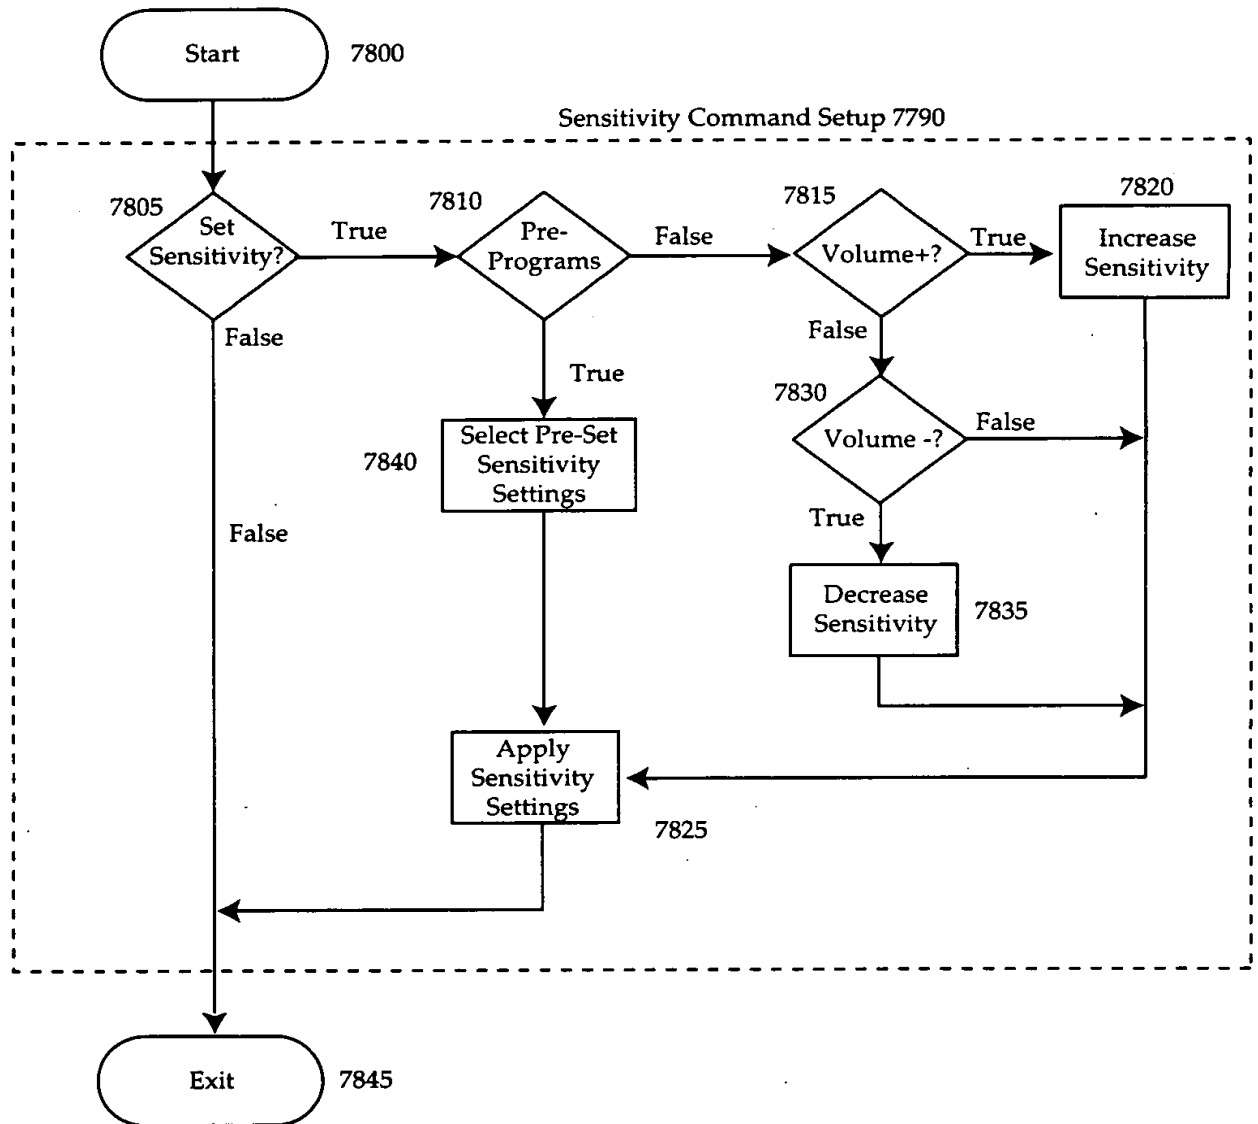 Start
7800
Sensitivity Command Setup 7790
7805
Set
Sensitivity?
True
False
7810
Pre-
Programs
False
True
7815
Volume+?
True
False
7820
Increase
Sensitivity
7830
Volume -?
False
True
7840
Select Pre-Set
Sensitivity
Settings
False
Decrease
Sensitivity
7835
Apply
Sensitivity
Settings
7825
Exit
7845